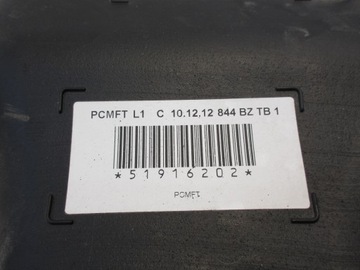 PCMFT L1 C 10.12,12 844 BZ TB 1
*51916202*
PCMFT